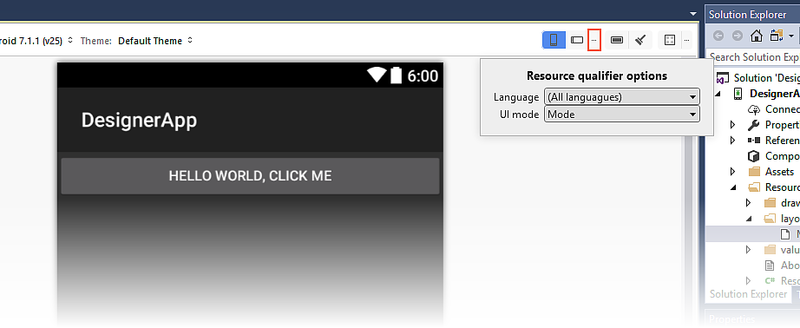 Solution Explorer
roid 7.1.1 (v25) Theme: Default Theme
Search Solution Exp
6:00
Resource qualifier options
Solution 'Desig
Language (All languagues)
DesignerA
DesignerApp
Connec
UI mode Mode
Propert
Referen
Compo
HELLO WORLD, CLICK ME
Assets
Resour
draw
layo
M
valu
Abo
Reso
Solution Explorer
Properties